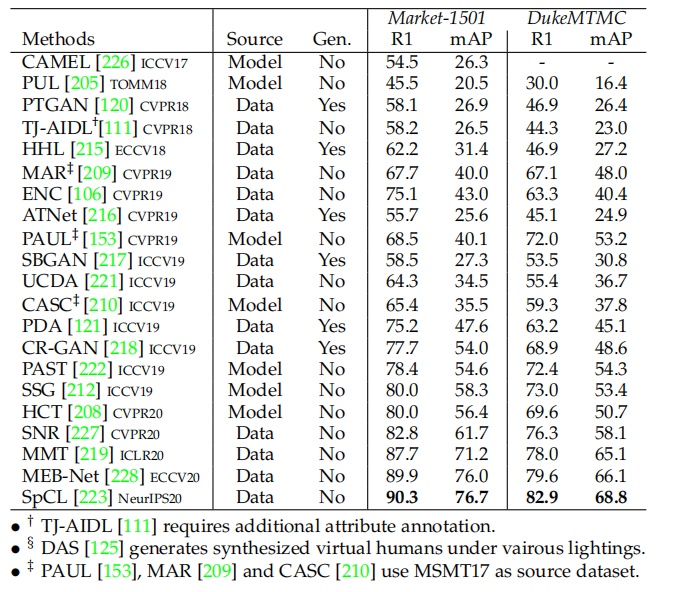 Market-1501 DukeMTMC
Methods Source Gen. R1 mAP R1 mAP
CAMEL [226] ICCV17 Model No 54.5 26.3 - -
PUL [205] TOMM18 Model No 45.5 20.5 30.0 16.4
PTGAN [120] CVPR18 Data Yes 58.1 26.9 46.9 26.4
TJ-AIDL†[111] CVPR18 Data No 58.2 26.5 44.3 23.0
HHL [215] ECCV18 Data Yes 62.2 31.4 46.9 27.2
MAR‡ [209] CVPR19 Data No 67.7 40.0 67.1 48.0
ENC [106] CVPR19 Data No 75.1 43.0 63.3 40.4
ATNet [216] CVPR19 Data Yes 55.7 25.6 45.1 24.9
PAUL‡ [153] CVPR19 Model No 68.5 40.1 72.0 53.2
SBGAN [217] ICCV19 Data Yes 58.5 27.3 53.5 30.8
UCDA [221] ICCV19 Data No 64.3 34.5 55.4 36.7
CASC‡ [210] ICCV19 Model No 65.4 35.5 59.3 37.8
PDA [121] ICCV19 Data Yes 75.2 47.6 63.2 45.1
CR-GAN [218] ICCV19 Data Yes 77.7 54.0 68.9 48.6
PAST [222] ICCV19 Model No 78.4 54.6 72.4 54.3
SSG [212] ICCV19 Model No 80.0 58.3 73.0 53.4
HCT [208] CVPR20 Model No 80.0 56.4 69.6 50.7
SNR [227] CVPR20 Data No 82.8 61.7 76.3 58.1
MMT [219] ICLR20 Data No 87.7 71.2 78.0 65.1
MEB-Net [228] ECCV20 Data No 89.9 76.0 79.6 66.1
SpCL [223] NeurIPS20 Data No 90.3 76.7 82.9 68.8
• † TJ-AIDL [111] requires additional attribute annotation.
• § DAS [125] generates synthesized virtual humans under vairous lightings.
• ‡ PAUL [153], MAR [209] and CASC [210] use MSMT17 as source dataset.